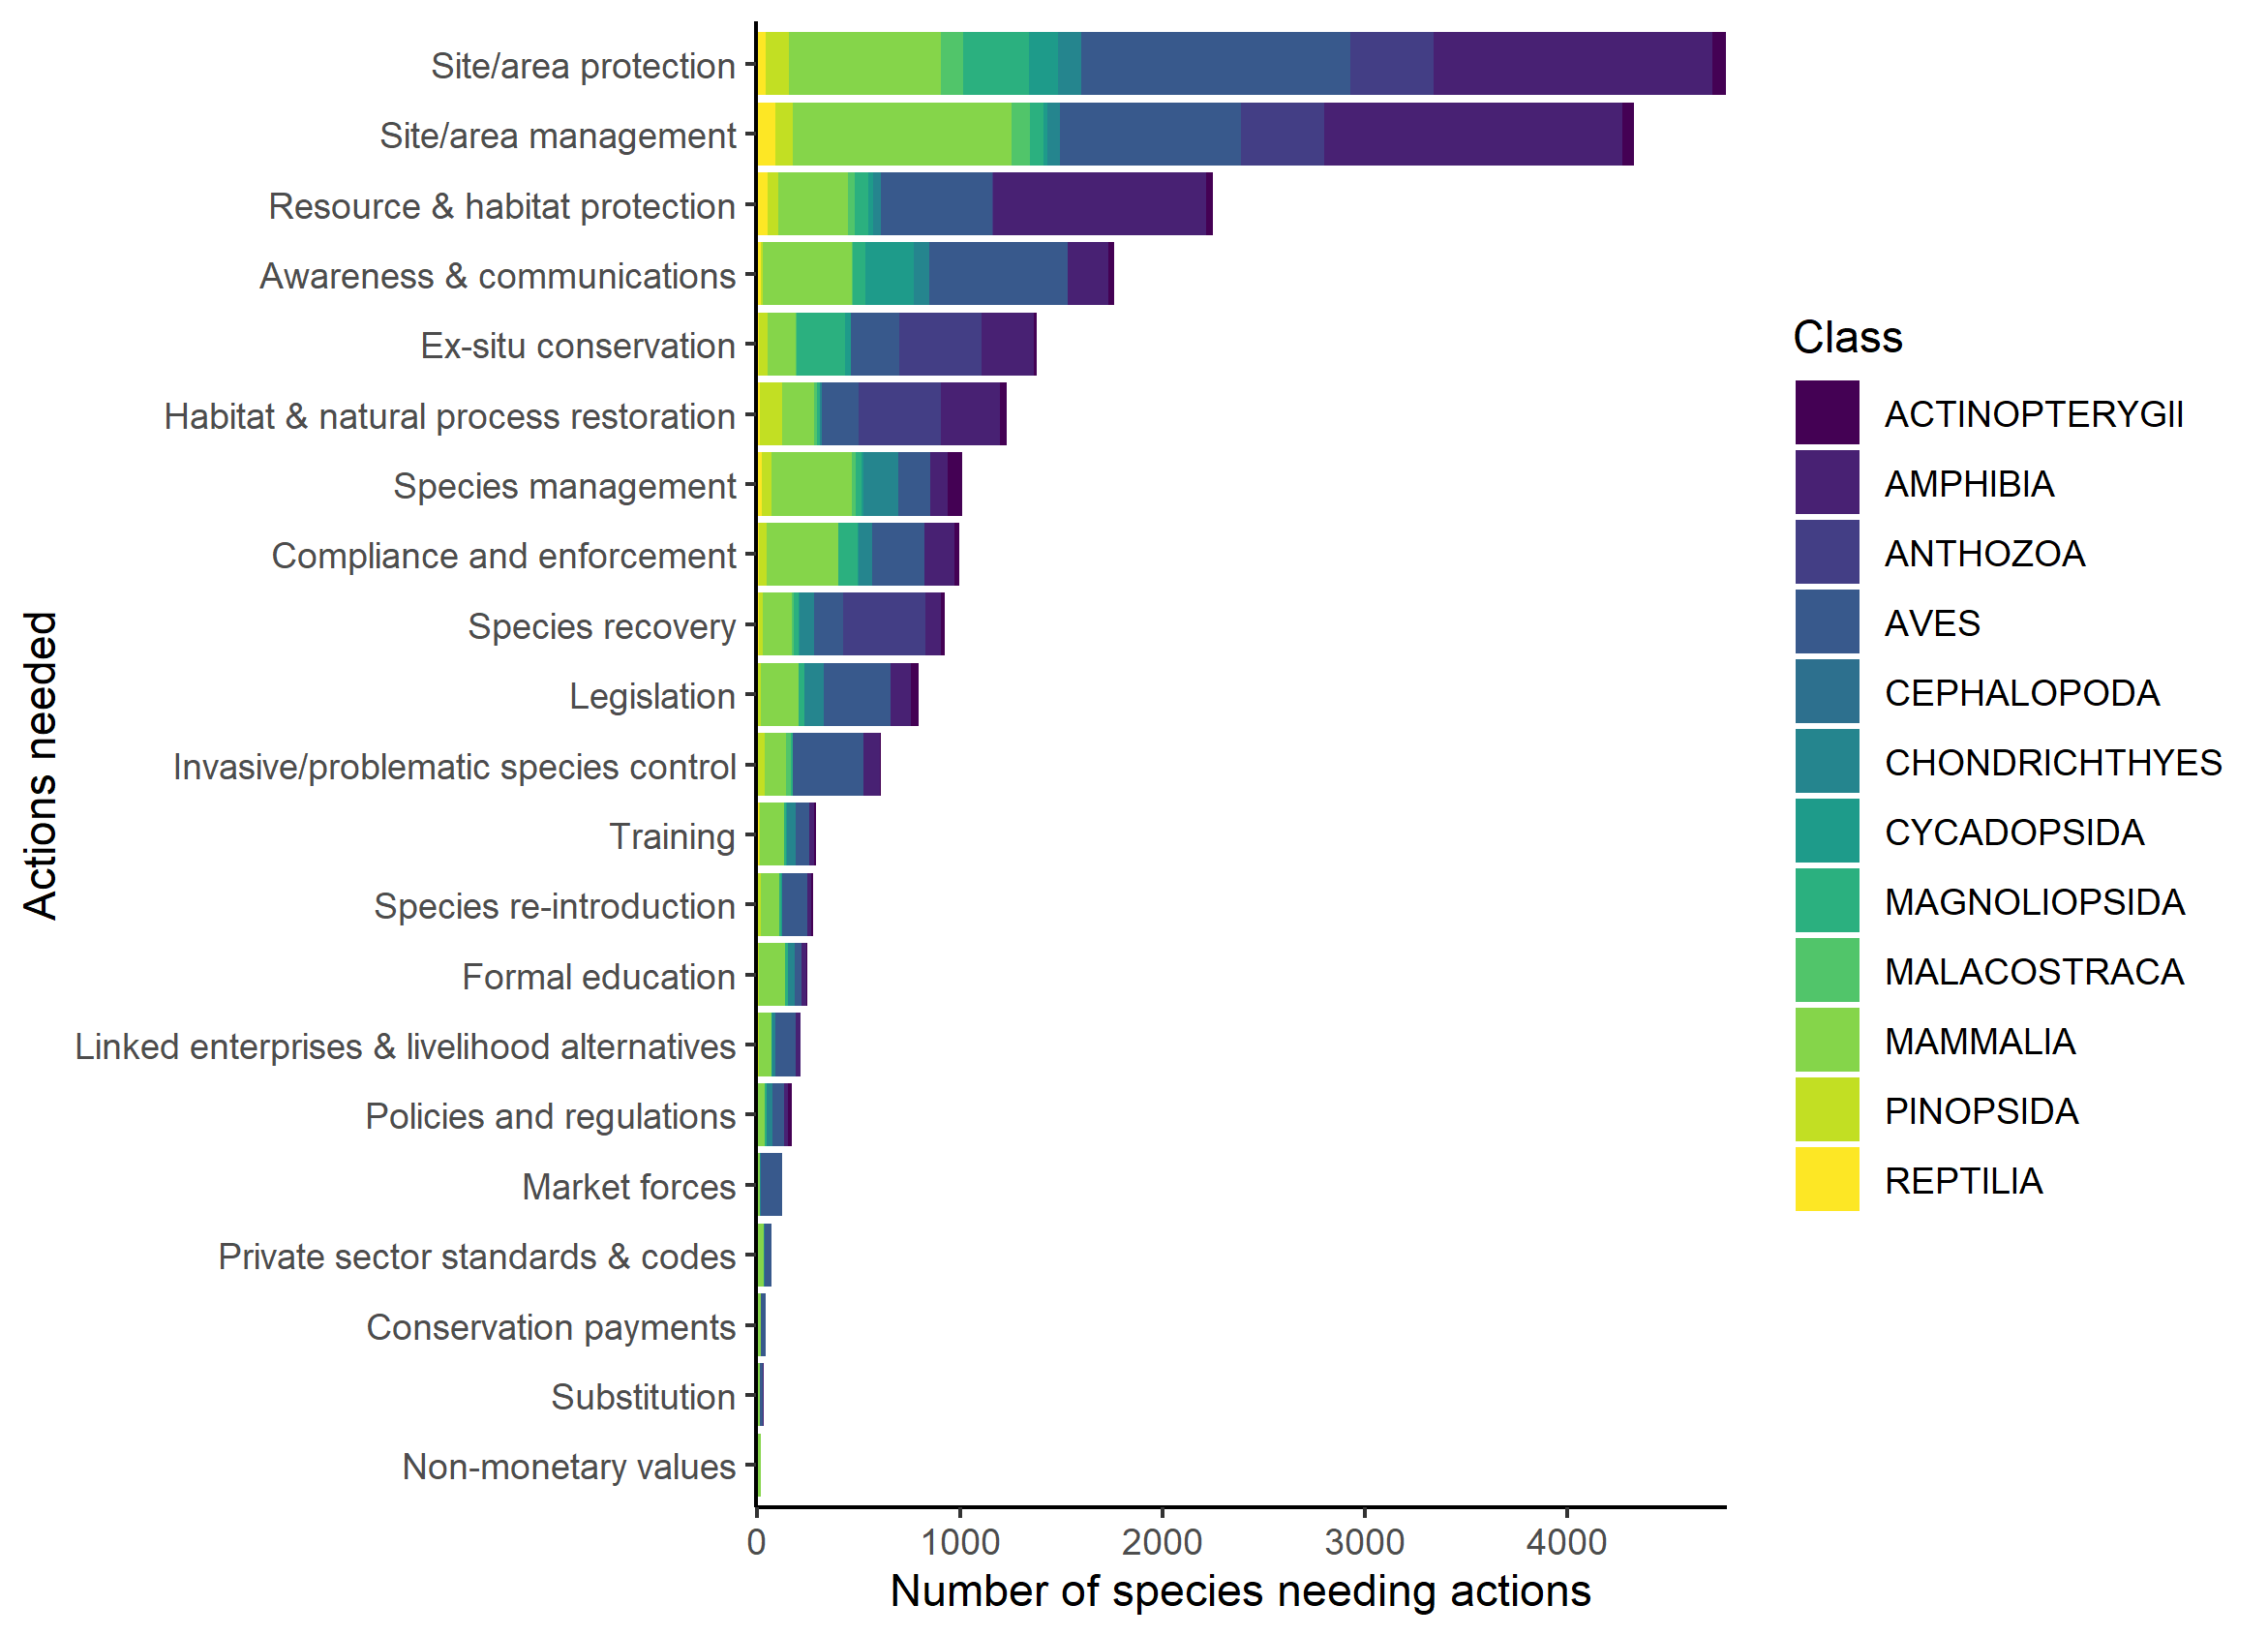 Site/area protection
Site/area management
Resource & habitat protection
Awareness & communications
Ex-situ conservation
Habitat & natural process restoration
Species management
Compliance and enforcement
Species recovery
Legislation
Invasive/problematic species control
Training
Species re-introduction
Formal education
Linked enterprises & livelihood alternatives
Policies and regulations
Market forces
Private sector standards & codes
Conservation payments
Substitution
Non-monetary values
Actions needed
0 1000 2000 3000 4000
Number of species needing actions
Class
ACTINOPTERYGII
AMPHIBIA
ANTHOZOA
AVES
CEPHALOPODA
CHONDRICHTHYES
CYCADOPSIDA
MAGNOLIOPSIDA
MALACOSTRACA
MAMMALIA
PINOPSIDA
REPTILIA